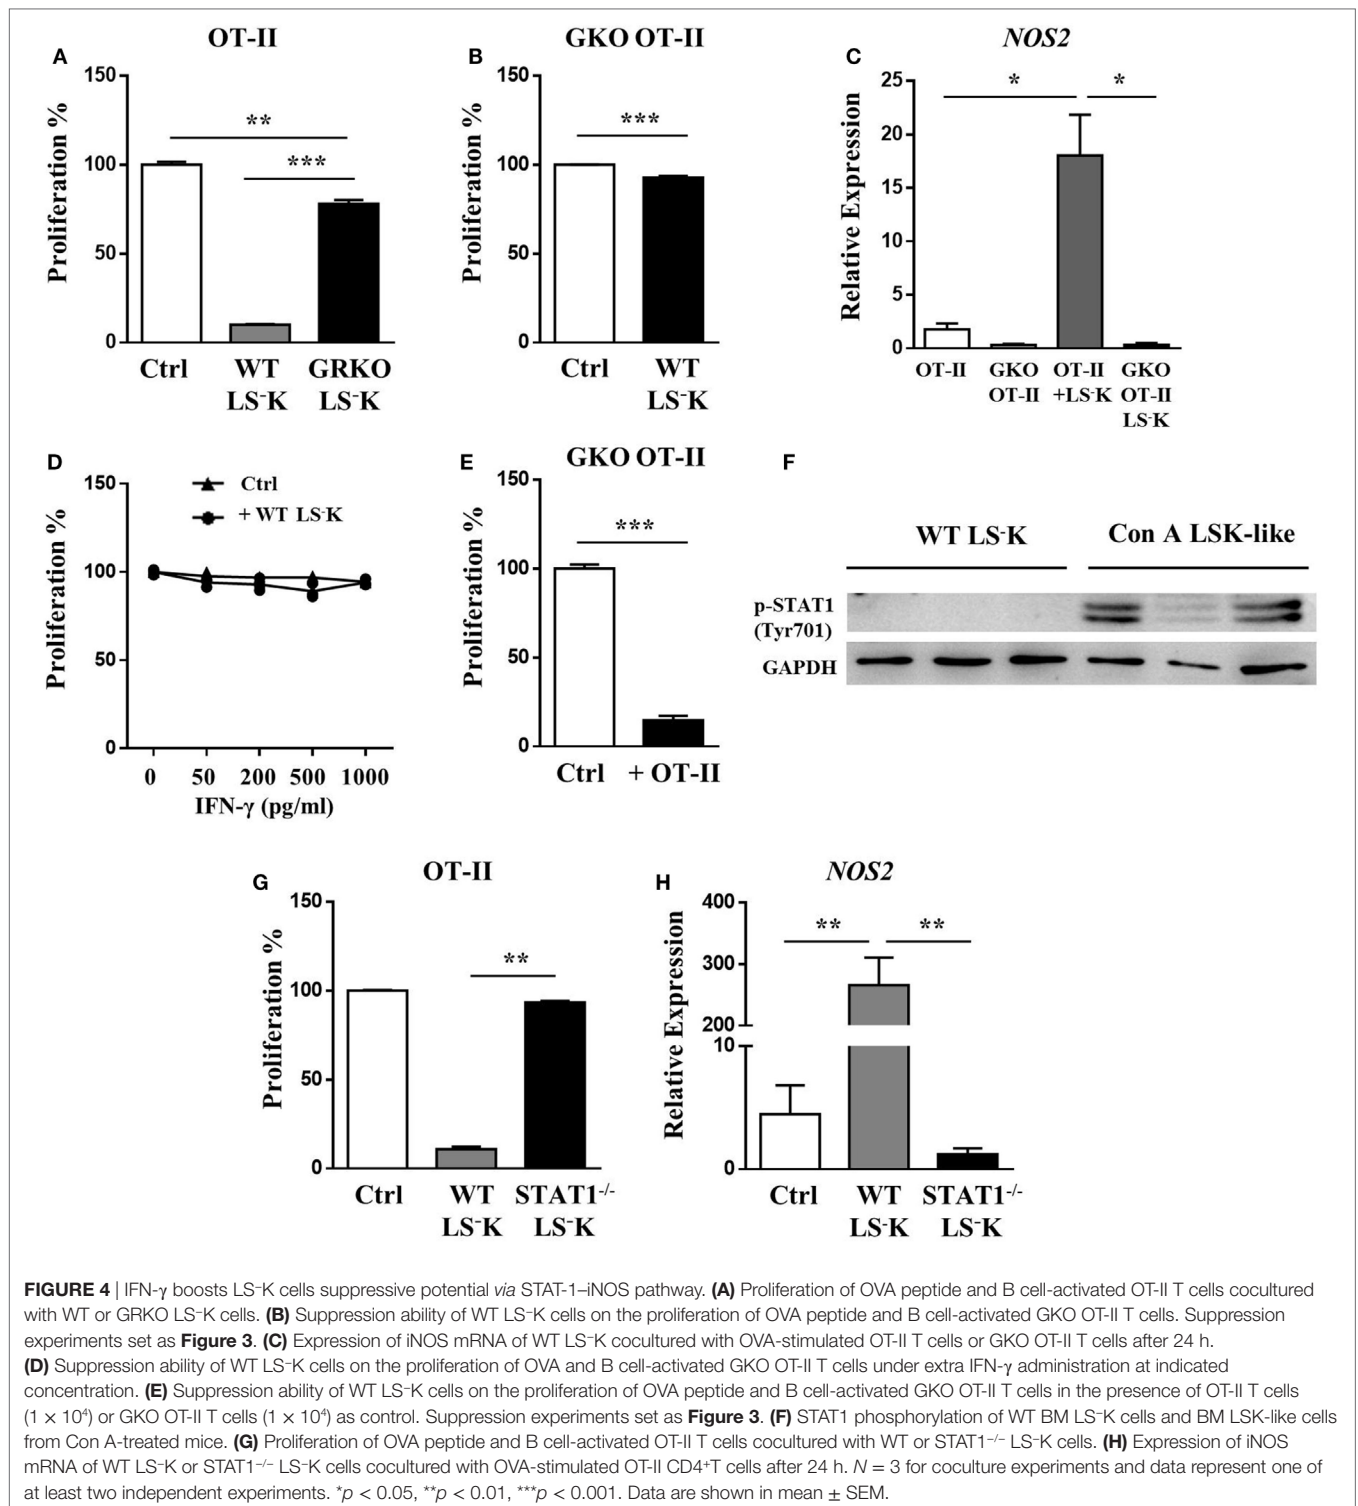 A
OT-II
Proliferation %
150
100
50
0
**
***
Ctrl
WT
LS⁻K
GRKO
LS⁻K
B
GKO OT-II
Proliferation %
150
100
50
0
***
Ctrl
WT
LS⁻K
C
NOS2
Relative Expression
25
20
15
10
5
0
*
*
OT-II
GKO
OT-II
OT-II
+LS⁻K
GKO
OT-II
LS⁻K
D
Proliferation %
150
100
50
0
Ctrl
+ WT LS⁻K
0 50 200 500 1000
IFN-γ (pg/ml)
E
GKO OT-II
Proliferation %
150
100
50
0
***
Ctrl + OT-II
F
WT LS⁻K
Con A LSK-like
p-STAT1
(Tyr701)
GAPDH
G
OT-II
Proliferation %
150
100
50
0
**
Ctrl
WT
LS⁻K
STAT1⁻/⁻
LS⁻K
H
NOS2
Relative Expression
400
300
200
10
0
**
**
Ctrl
WT
LS⁻K
STAT1⁻/⁻
LS⁻K
FIGURE 4 | IFN-γ boosts LS⁻K cells suppressive potential via STAT-1–iNOS pathway. (A) Proliferation of OVA peptide and B cell-activated OT-II T cells cocultured
with WT or GRKO LS⁻K cells. (B) Suppression ability of WT LS⁻K cells on the proliferation of OVA peptide and B cell-activated GKO OT-II T cells. Suppression
experiments set as Figure 3. (C) Expression of iNOS mRNA of WT LS⁻K cocultured with OVA-stimulated OT-II T cells or GKO OT-II T cells after 24 h.
(D) Suppression ability of WT LS⁻K cells on the proliferation of OVA and B cell-activated GKO OT-II T cells under extra IFN-γ administration at indicated
concentration. (E) Suppression ability of WT LS⁻K cells on the proliferation of OVA peptide and B cell-activated GKO OT-II T cells in the presence of OT-II T cells
(1 × 10⁴) or GKO OT-II T cells (1 × 10⁴) as control. Suppression experiments set as Figure 3. (F) STAT1 phosphorylation of WT BM LS⁻K cells and BM LSK-like cells
from Con A-treated mice. (G) Proliferation of OVA peptide and B cell-activated OT-II T cells cocultured with WT or STAT1⁻/⁻ LS⁻K cells. (H) Expression of iNOS
mRNA of WT LS⁻K or STAT1⁻/⁻ LS⁻K cells cocultured with OVA-stimulated OT-II CD4⁺T cells after 24 h. N = 3 for coculture experiments and data represent one of
at least two independent experiments. *p < 0.05, **p < 0.01, ***p < 0.001. Data are shown in mean ± SEM.